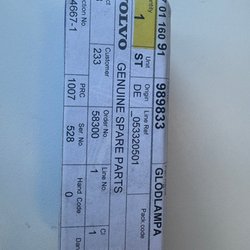 VOLVO
GENUINE SPARE PARTS
01 160 91
989833
GLÖDLAMPA
Quantity
1
Unit
ST
Origin
DE
Line Ref
_053320501
Pack code
Customer
233
Order No
58300
Line No
1
Cl
1
4667-1
PRC
1007
Ser No
528
Hand Code
0